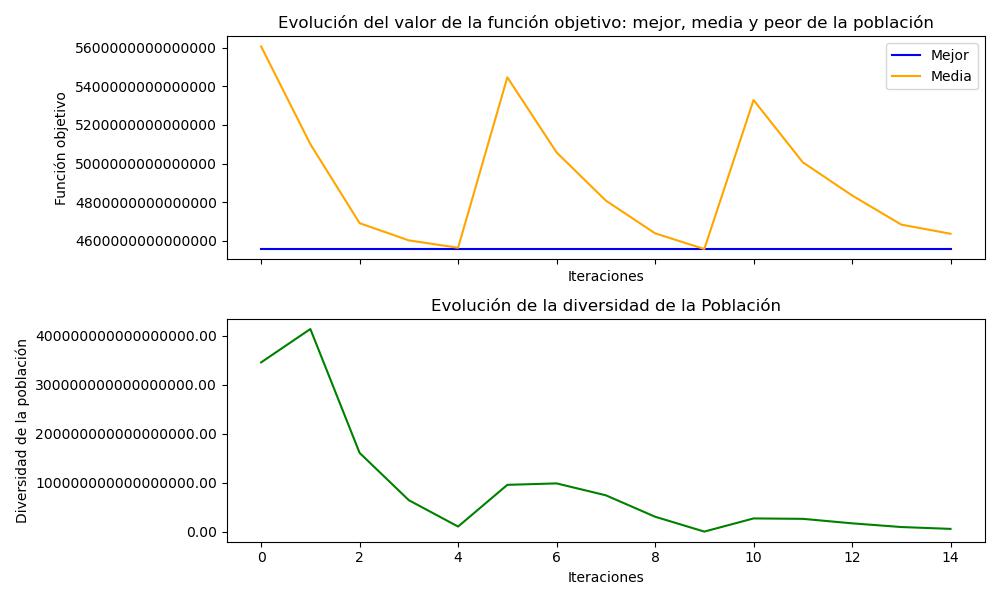 Evolución del valor de la función objetivo: mejor, media y peor de la población
5600000000000000
5400000000000000
5200000000000000
5000000000000000
4800000000000000
4600000000000000
Función objetivo
Mejor
Media
Iteraciones
Evolución de la diversidad de la Población
400000000000000000.00
300000000000000000.00
200000000000000000.00
100000000000000000.00
0.00
Diversidad de la población
0 2 4 6 8 10 12 14
Iteraciones